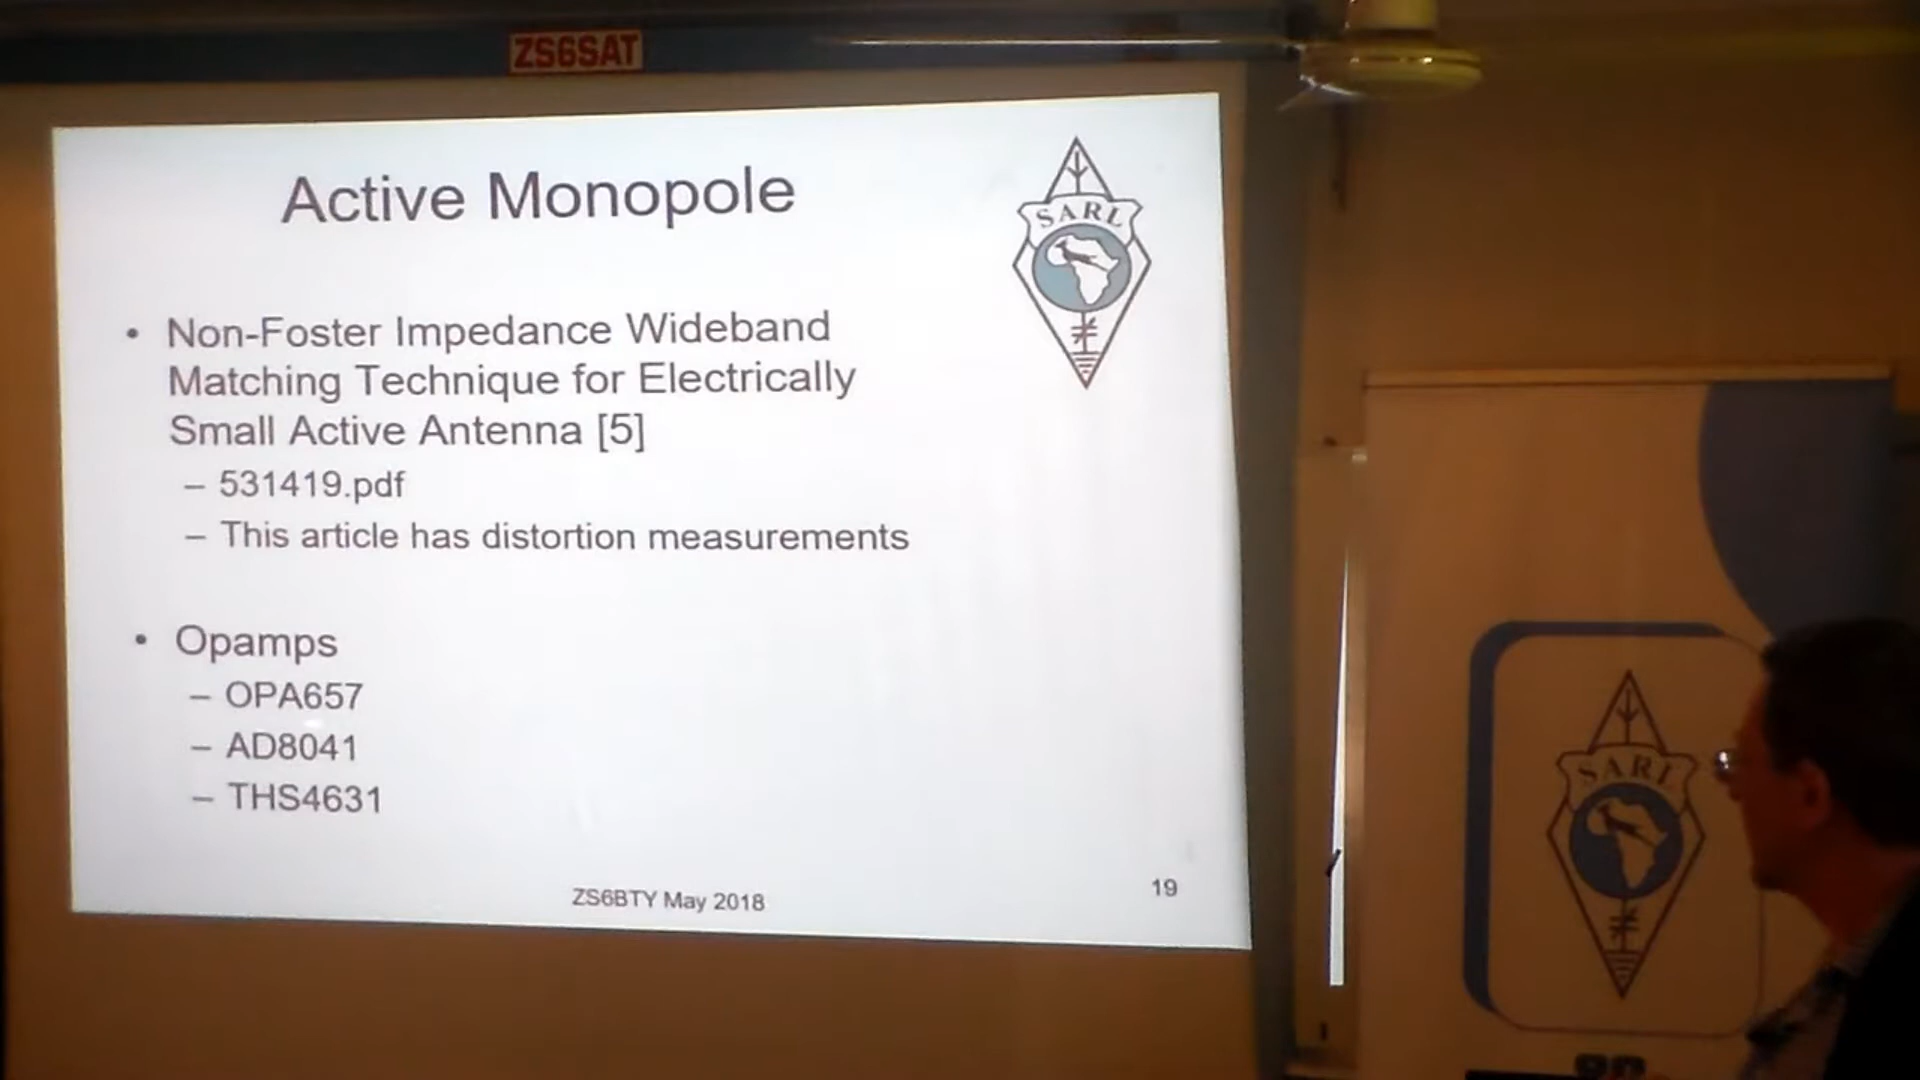 ZS6SAT
Active Monopole
SARL
• Non-Foster Impedance Wideband
Matching Technique for Electrically
Small Active Antenna [5]
– 531419.pdf
– This article has distortion measurements
• Opamps
– OPA657
– AD8041
– THS4631
ZS6BTY May 2018
19
SARL